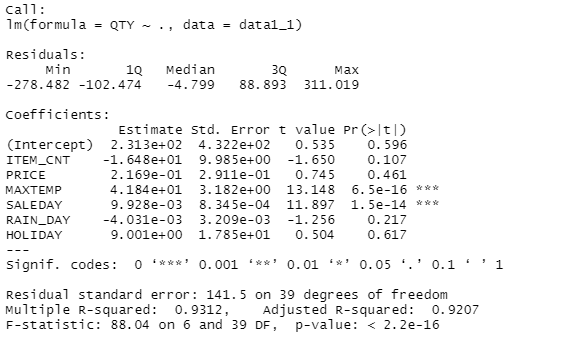 Call:
lm(formula = QTY ~ ., data = data1_1)
Residuals:
Min 1Q Median 3Q Max
-278.482 -102.474 -4.799 88.893 311.019
Coefficients:
Estimate Std. Error t value Pr(>|t|)
(Intercept) 2.313e+02 4.322e+02 0.535 0.596
ITEM_CNT -1.648e+01 9.985e+00 -1.650 0.107
PRICE 2.169e-01 2.911e-01 0.745 0.461
MAXTEMP 4.184e+01 3.182e+00 13.148 6.5e-16 ***
SALEDAY 9.928e-03 8.345e-04 11.897 1.5e-14 ***
RAIN_DAY -4.031e-03 3.209e-03 -1.256 0.217
HOLIDAY 9.001e+00 1.785e+01 0.504 0.617
---
Signif. codes: 0 ‘***’ 0.001 ‘**’ 0.01 ‘*’ 0.05 ‘.’ 0.1 ‘ ’ 1
Residual standard error: 141.5 on 39 degrees of freedom
Multiple R-squared: 0.9312, Adjusted R-squared: 0.9207
F-statistic: 88.04 on 6 and 39 DF, p-value: < 2.2e-16